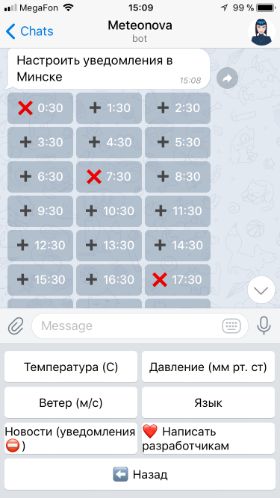 MegaFon 15:09 99 %
Chats Meteonova
bot
Настроить уведомления в
Минске
15:08
❌ 0:30 ➕ 1:30 ➕ 2:30
➕ 3:30 ➕ 4:30 ➕ 5:30
➕ 6:30 ❌ 7:30 ➕ 8:30
➕ 9:30 ➕ 10:30 ➕ 11:30
➕ 12:30 ➕ 13:30 ➕ 14:30
➕ 15:30 ➕ 16:30 ❌ 17:30
Message
Температура (C) Давление (мм рт. ст)
Ветер (м/с) Язык
Новости (уведомления ❤️ Написать
⛔) разработчикам
⬅️ Назад